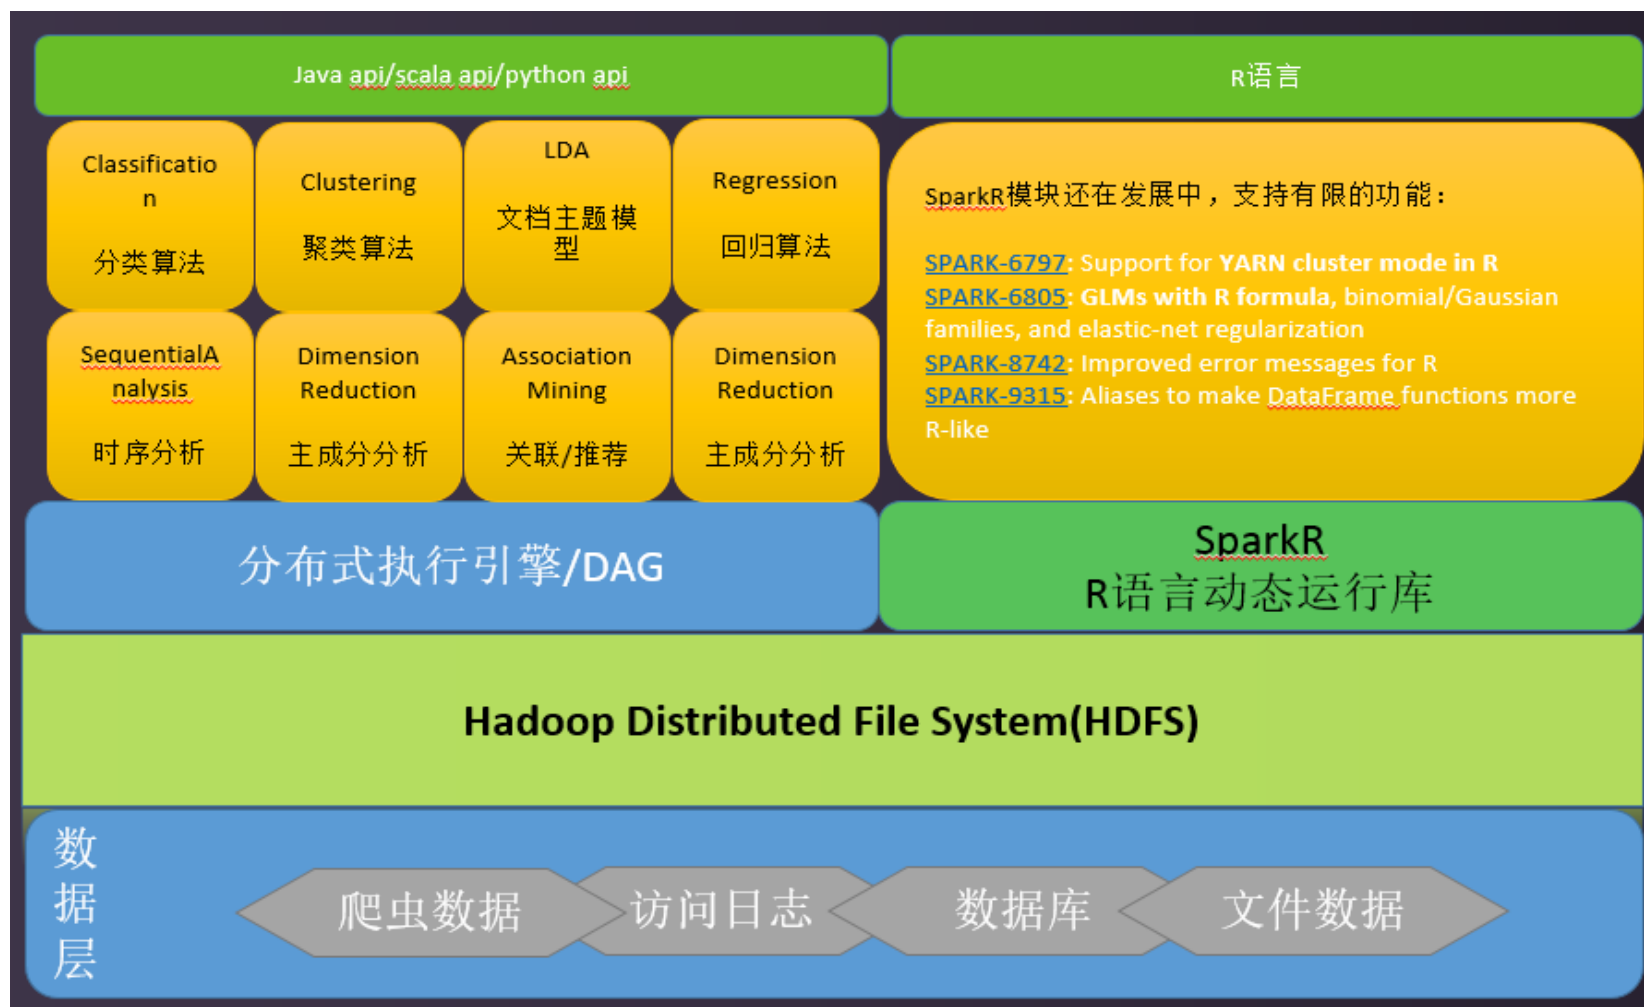 Java api/scala api/python api
R语言
Classificatio
n
分类算法
Clustering
聚类算法
LDA
文档主题模
型
Regression
回归算法
SequentialA
nalysis
时序分析
Dimension
Reduction
主成分分析
Association
Mining
关联/推荐
Dimension
Reduction
主成分分析
SparkR模块还在发展中，支持有限的功能：
SPARK-6797: Support for YARN cluster mode in R
SPARK-6805: GLMs with R formula, binomial/Gaussian
families, and elastic-net regularization
SPARK-8742: Improved error messages for R
SPARK-9315: Aliases to make DataFrame functions more
R-like
分布式执行引擎/DAG
SparkR
R语言动态运行库
Hadoop Distributed File System(HDFS)
数
据
层
爬虫数据
访问日志
数据库
文件数据